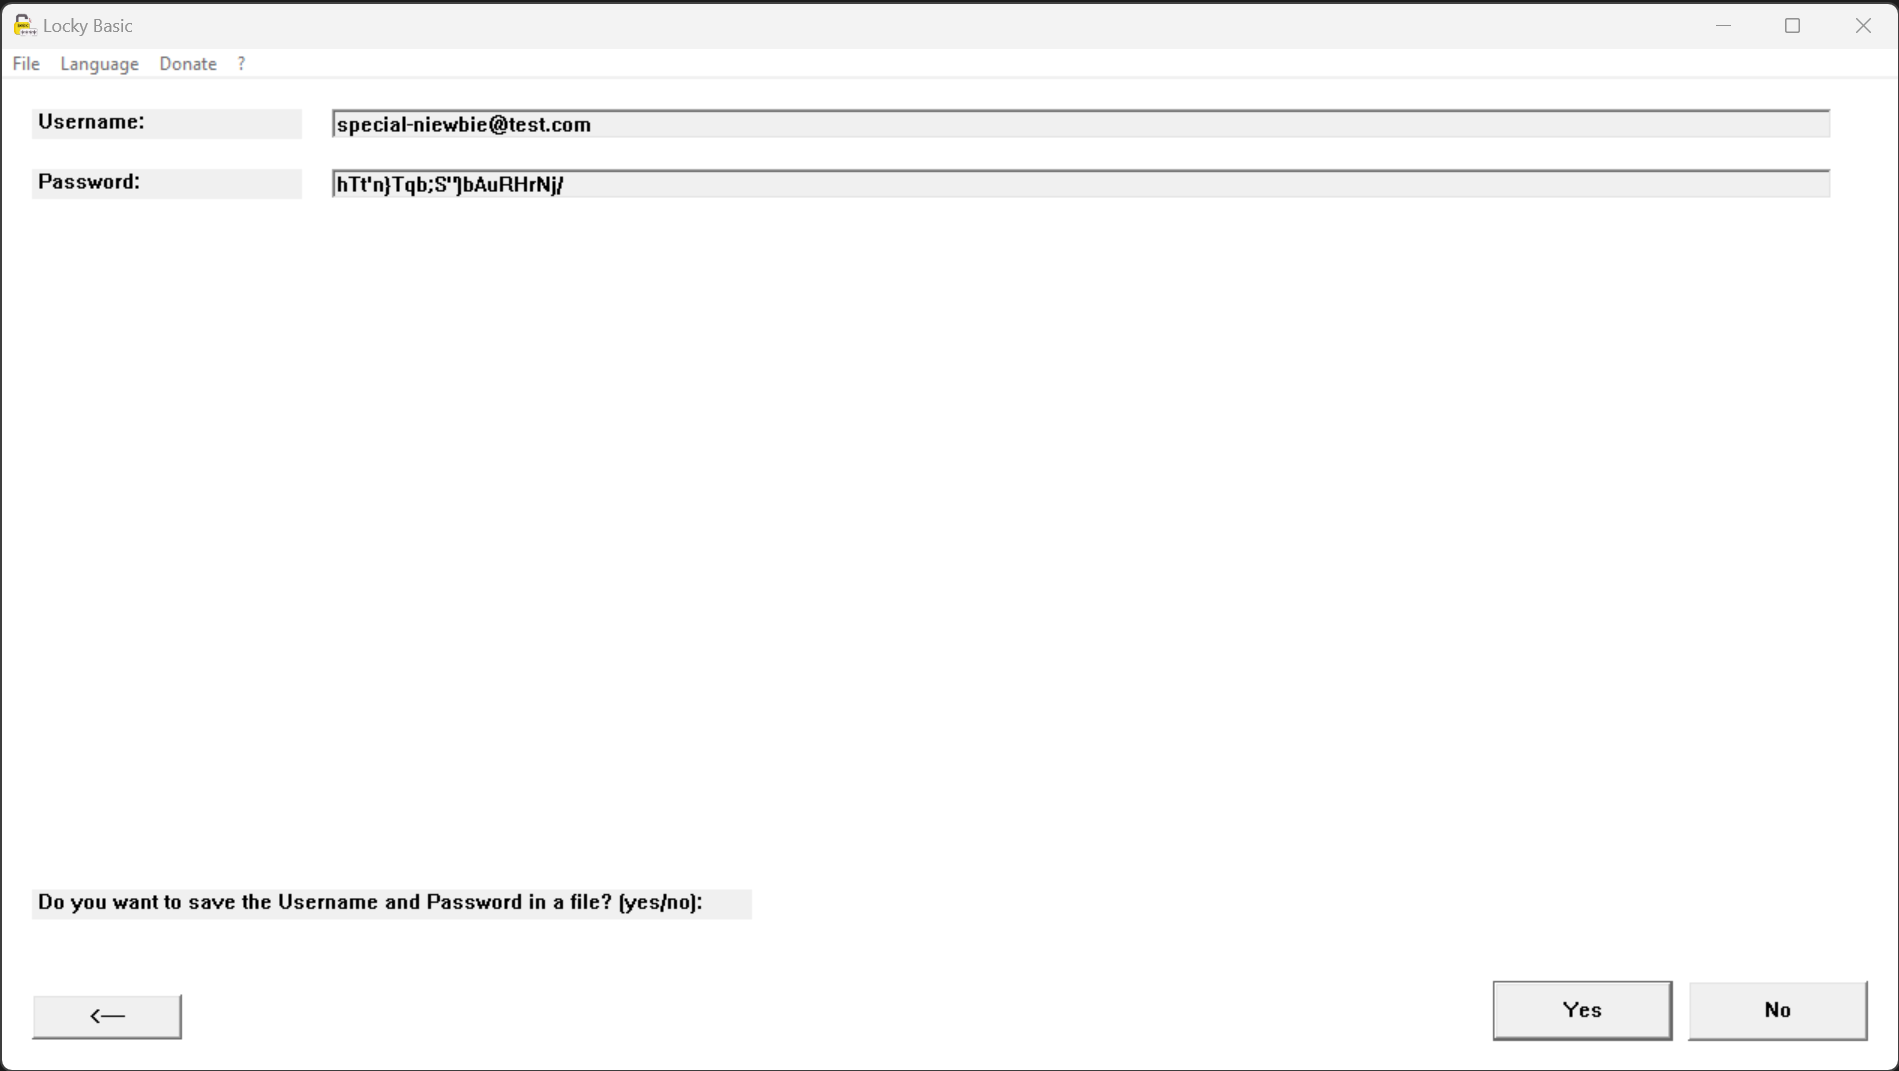 Locky Basic
File Language Donate ?
Username: special-niewbie@test.com
Password: hTt'n}Tqb;S")bAuRHrNj/
Do you want to save the Username and Password in a file? (yes/no):
<— Yes No